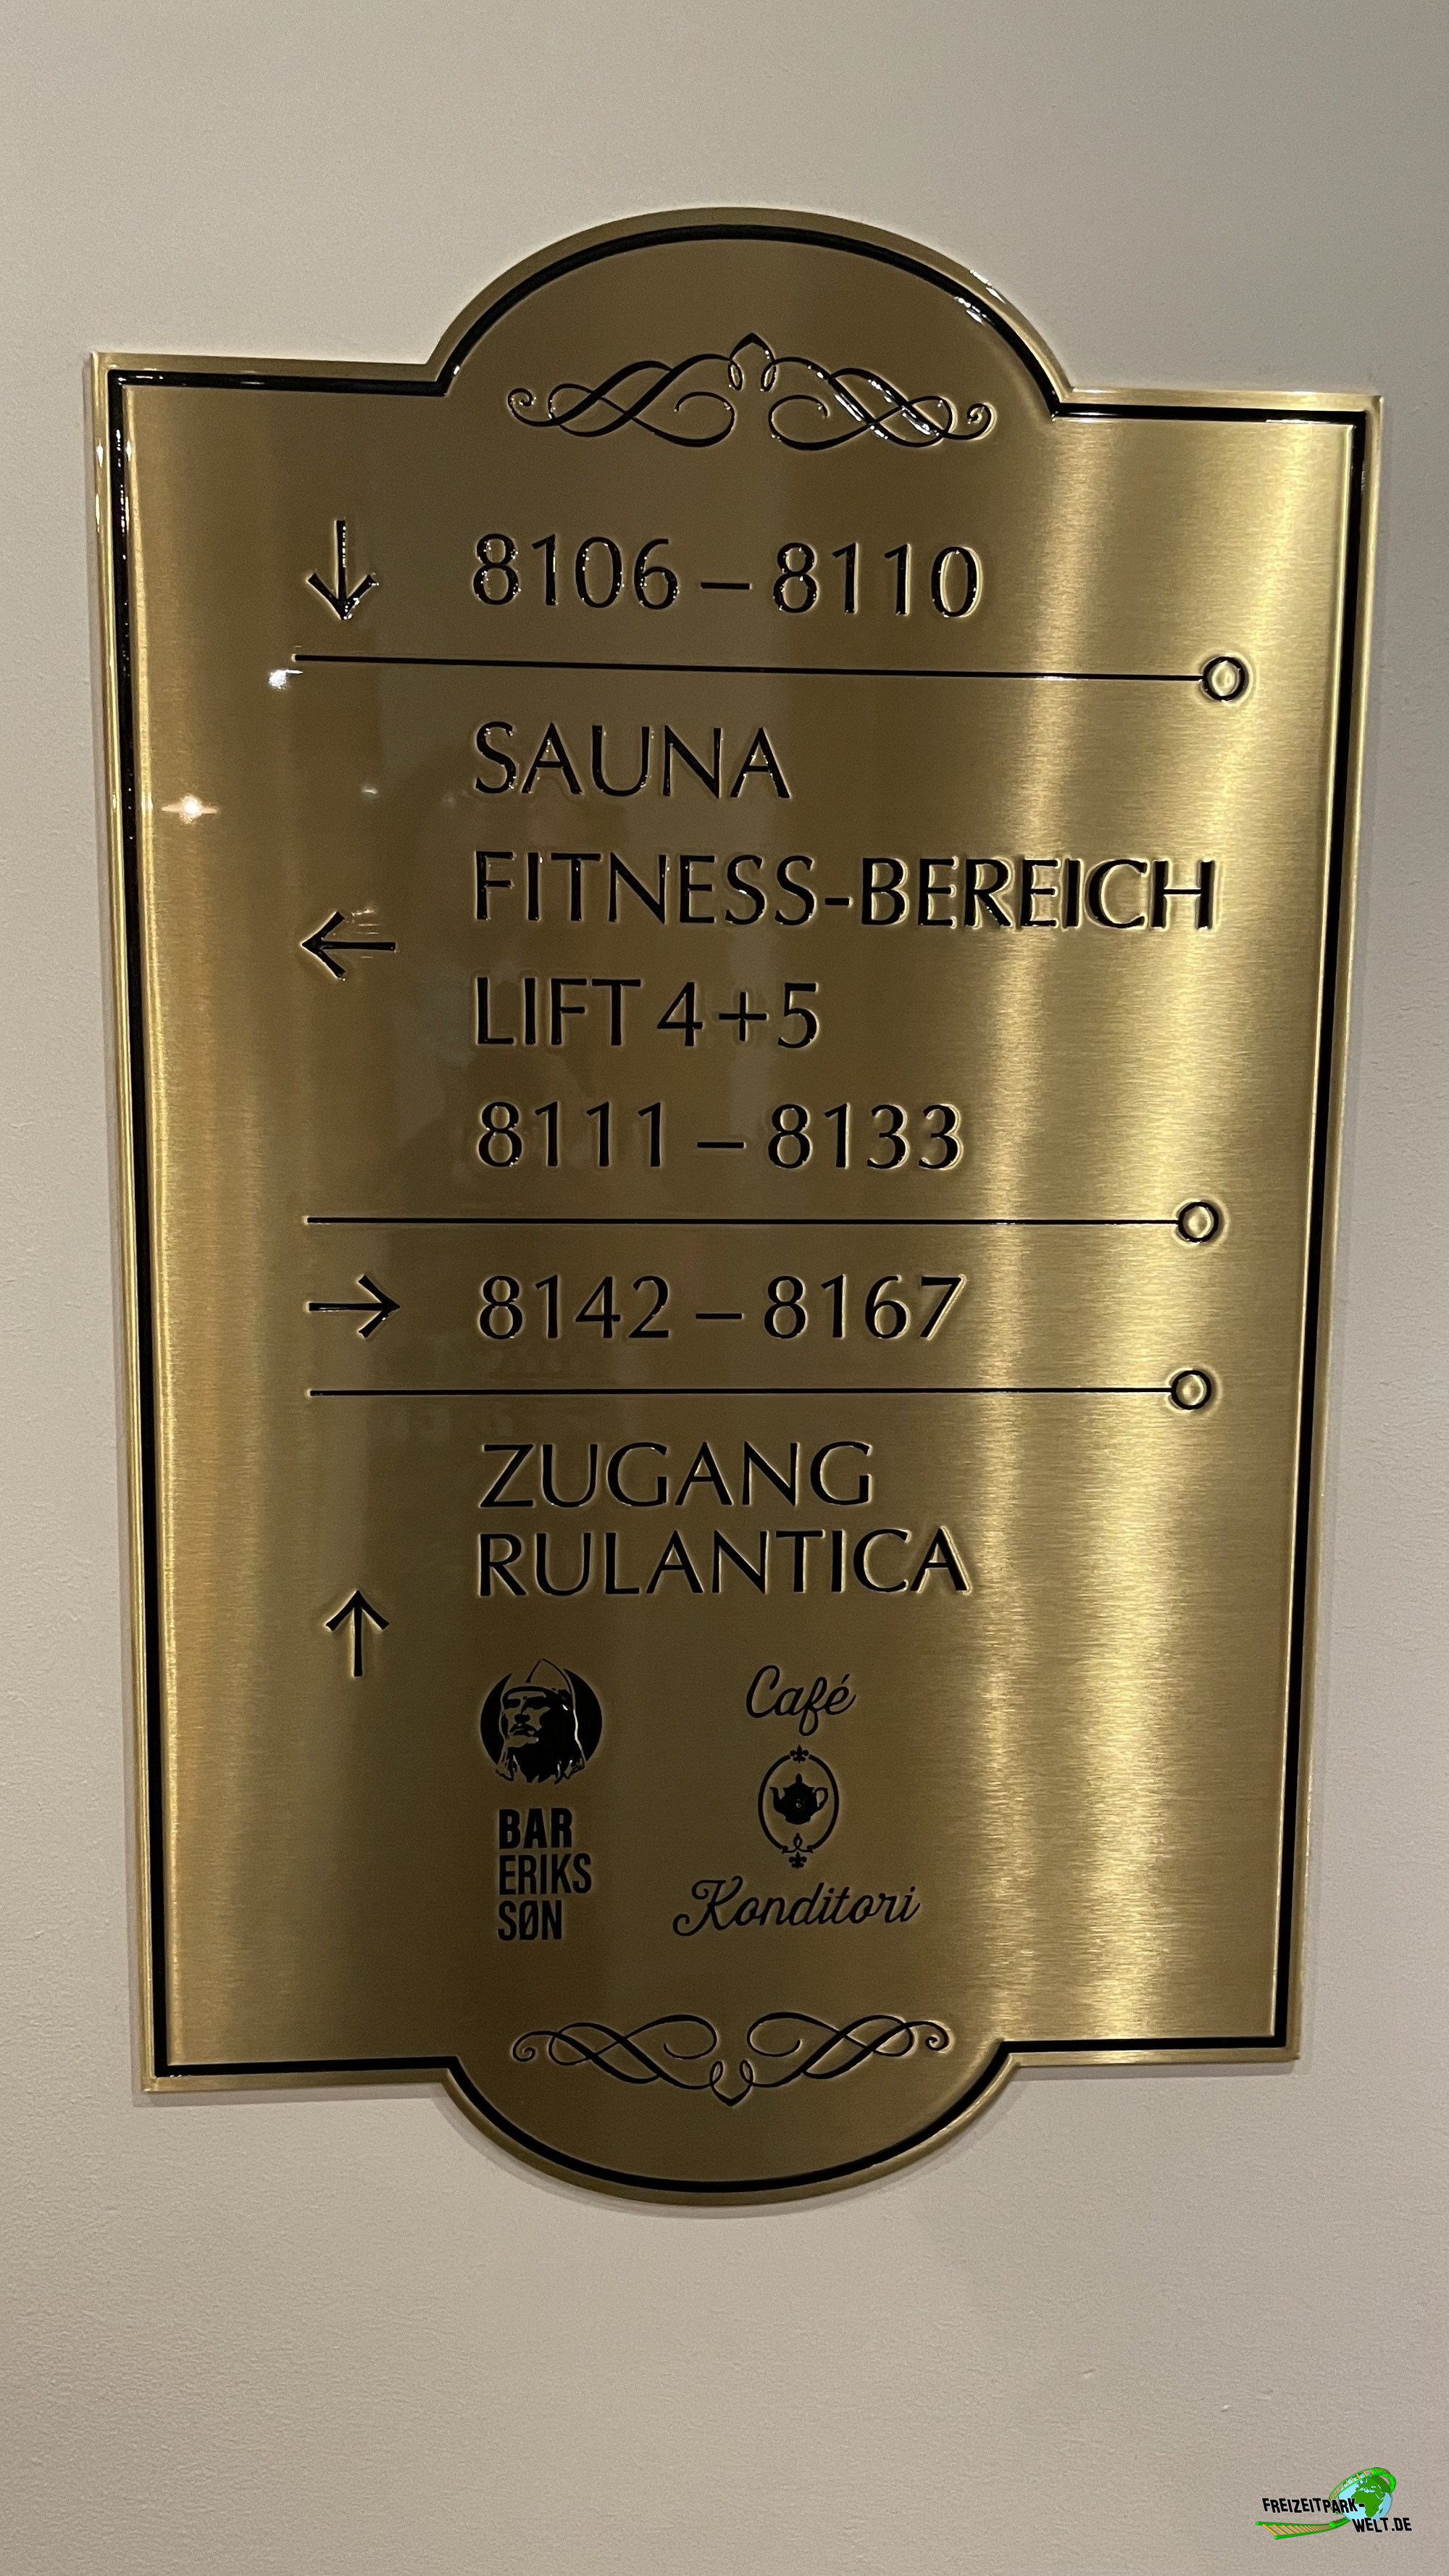 ↓ 8106 – 8110
SAUNA
FITNESS-BEREICH
← LIFT 4+5
8111 – 8133
→ 8142 – 8167
ZUGANG
RULANTICA
↑
BAR
ERIKS
SØN
Café
Konditori
FREIZEITPARK-
WELT.DE